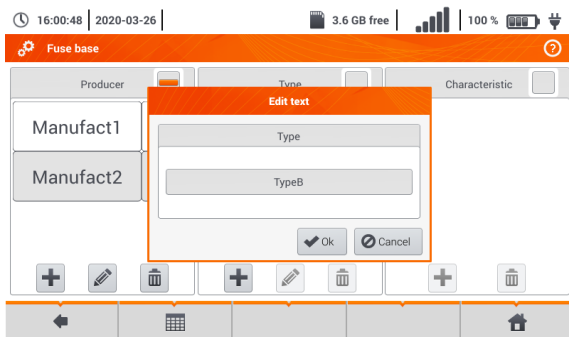 16:00:48 2020-03-26 3.6 GB free 100 %
Fuse base
Producer Type Characteristic
Edit text
Manufact1
Type
Manufact2
TypeB
Ok Cancel